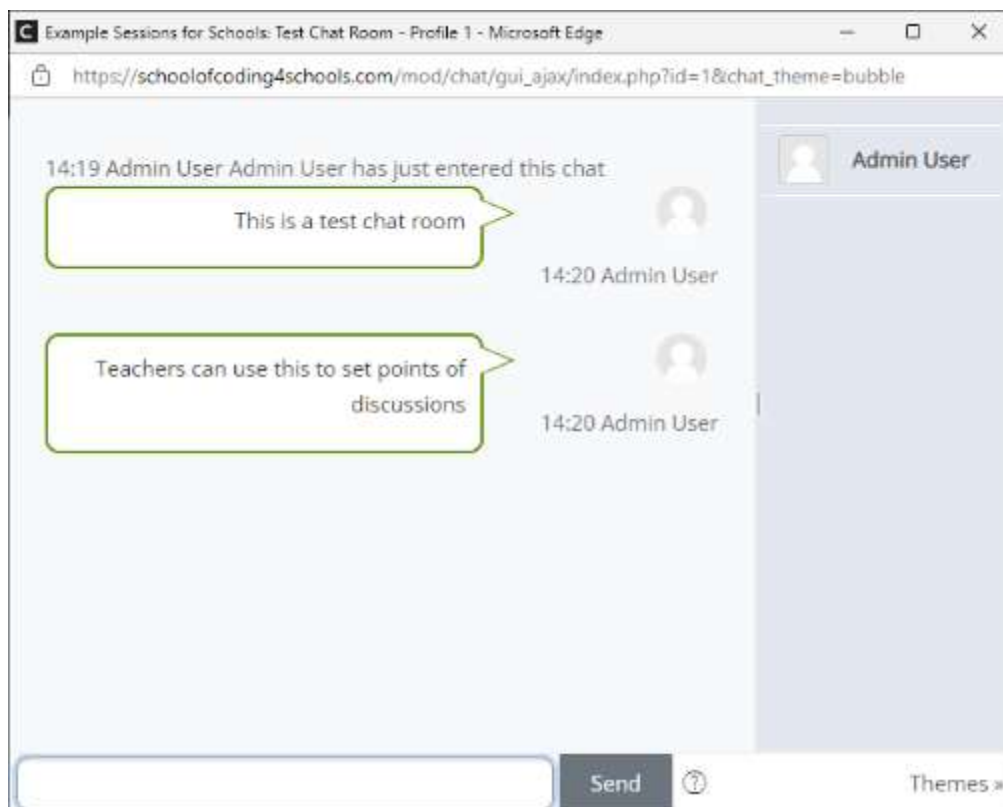 Example Sessions for Schools: Test Chat Room - Profile 1 - Microsoft Edge
https://schoolofcoding4schools.com/mod/chat/gui_ajax/index.php?id=1&chat_theme=bubble
14:19 Admin User Admin User has just entered this chat
Admin User
This is a test chat room
14:20 Admin User
Teachers can use this to set points of
discussions
14:20 Admin User
Send
Themes »